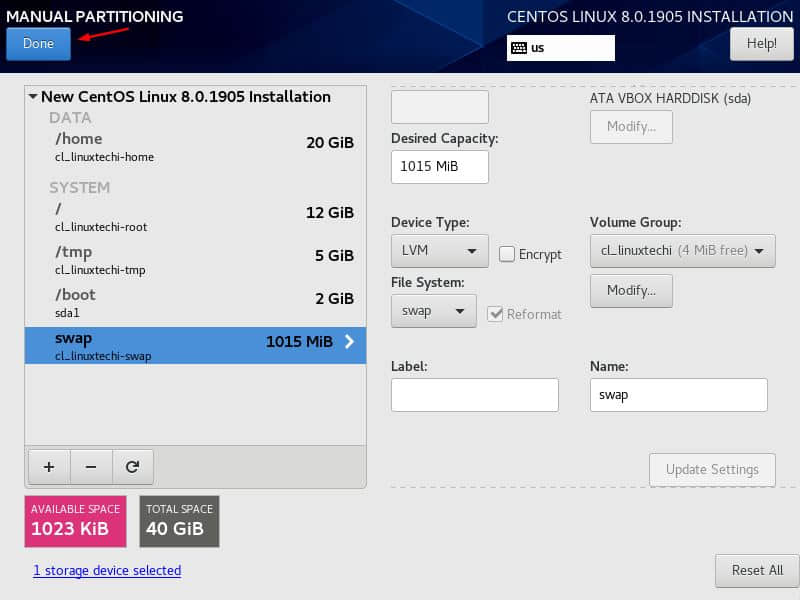 MANUAL PARTITIONING
CENTOS LINUX 8.0.1905 INSTALLATION
Done
us
Help!
New CentOS Linux 8.0.1905 Installation
DATA
/home 20 GiB
cl_linuxtechi-home
SYSTEM
/ 12 GiB
cl_linuxtechi-root
/tmp 5 GiB
cl_linuxtechi-tmp
/boot 2 GiB
sda1
swap 1015 MiB
cl_linuxtechi-swap
+ −
AVAILABLE SPACE
1023 KiB
TOTAL SPACE
40 GiB
1 storage device selected
ATA VBOX HARDDISK (sda)
Modify...
Desired Capacity:
1015 MiB
Device Type:
LVM
Encrypt
Volume Group:
cl_linuxtechi (4 MiB free)
Modify...
File System:
swap
Reformat
Label:
Name:
swap
Update Settings
Reset All